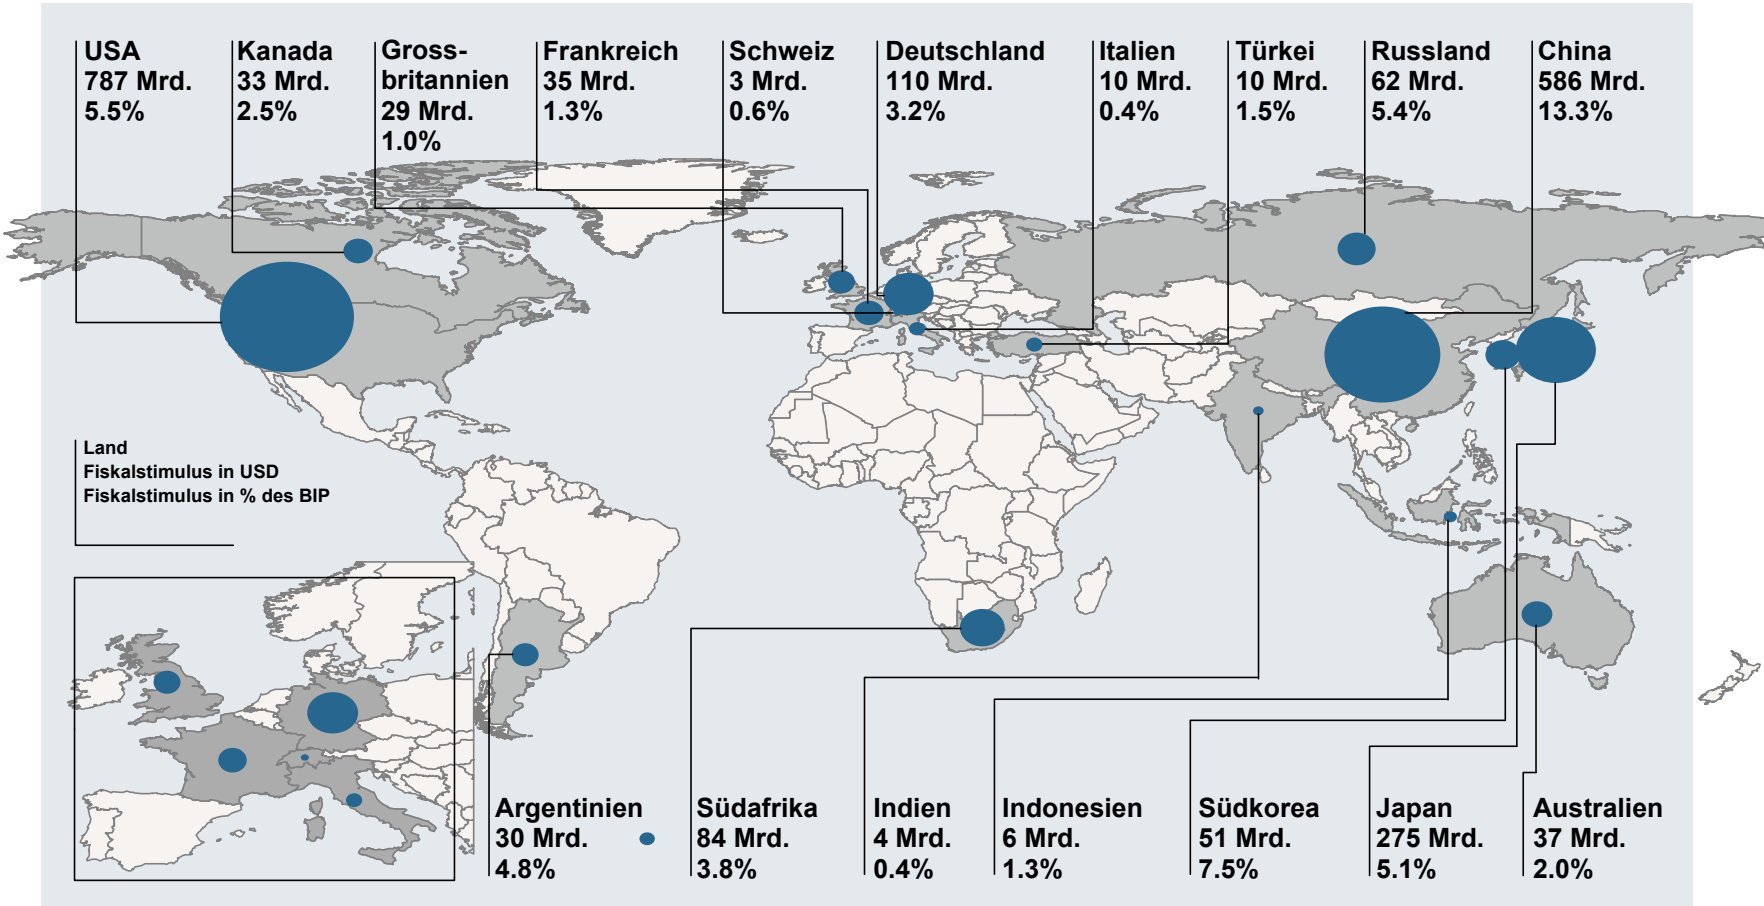 USA
787 Mrd.
5.5%
Kanada
33 Mrd.
2.5%
Gross-
britannien
29 Mrd.
1.0%
Frankreich
35 Mrd.
1.3%
Schweiz
3 Mrd.
0.6%
Deutschland
110 Mrd.
3.2%
Italien
10 Mrd.
0.4%
Türkei
10 Mrd.
1.5%
Russland
62 Mrd.
5.4%
China
586 Mrd.
13.3%
Land
Fiskalstimulus in USD
Fiskalstimulus in % des BIP
Argentinien
30 Mrd.
4.8%
Südafrika
84 Mrd.
3.8%
Indien
4 Mrd.
0.4%
Indonesien
6 Mrd.
1.3%
Südkorea
51 Mrd.
7.5%
Japan
275 Mrd.
5.1%
Australien
37 Mrd.
2.0%